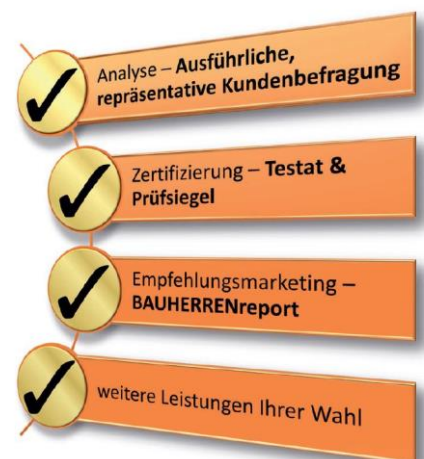 Analyse – Ausführliche,
repräsentative Kundenbefragung
Zertifizierung – Testat &
Prüfsiegel
Empfehlungsmarketing –
BAUHERRENreport
weitere Leistungen Ihrer Wahl